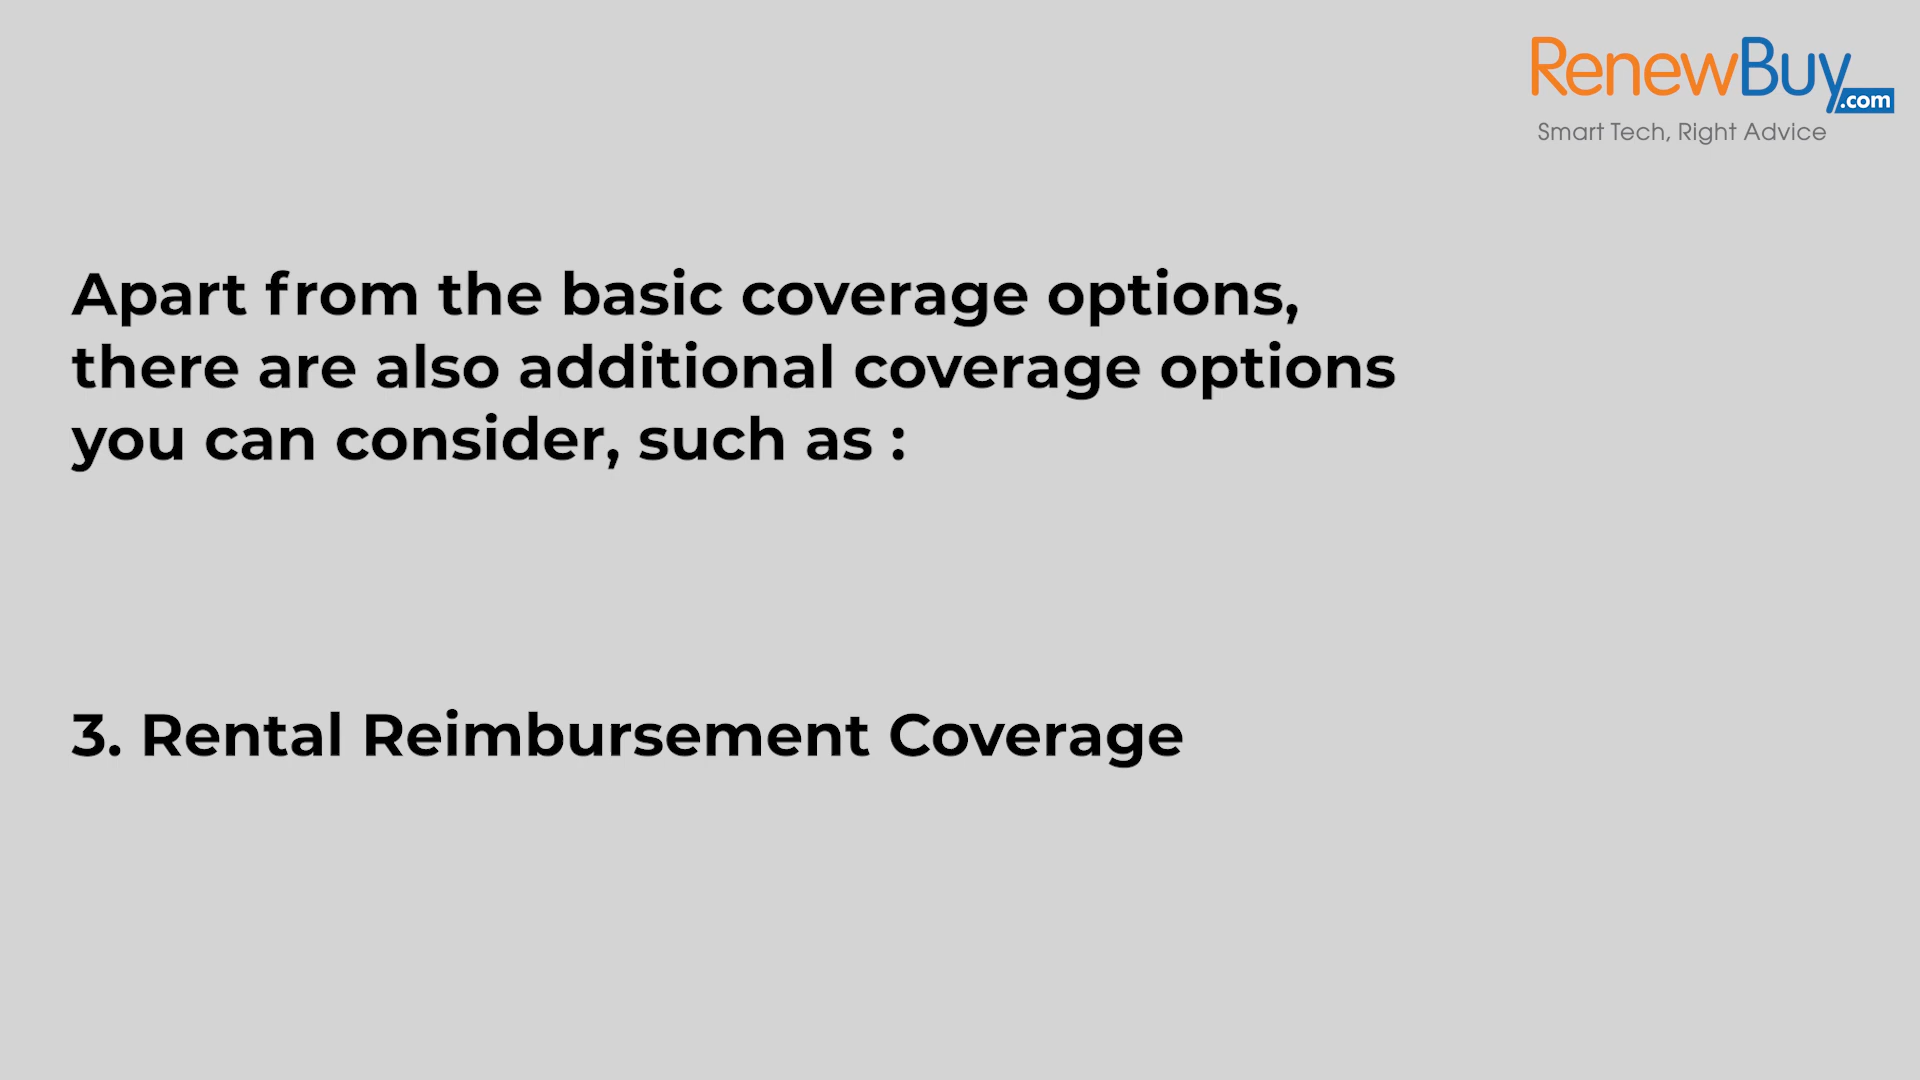 RenewBuy.com
Smart Tech, Right Advice
Apart from the basic coverage options,
there are also additional coverage options
you can consider, such as :
3. Rental Reimbursement Coverage